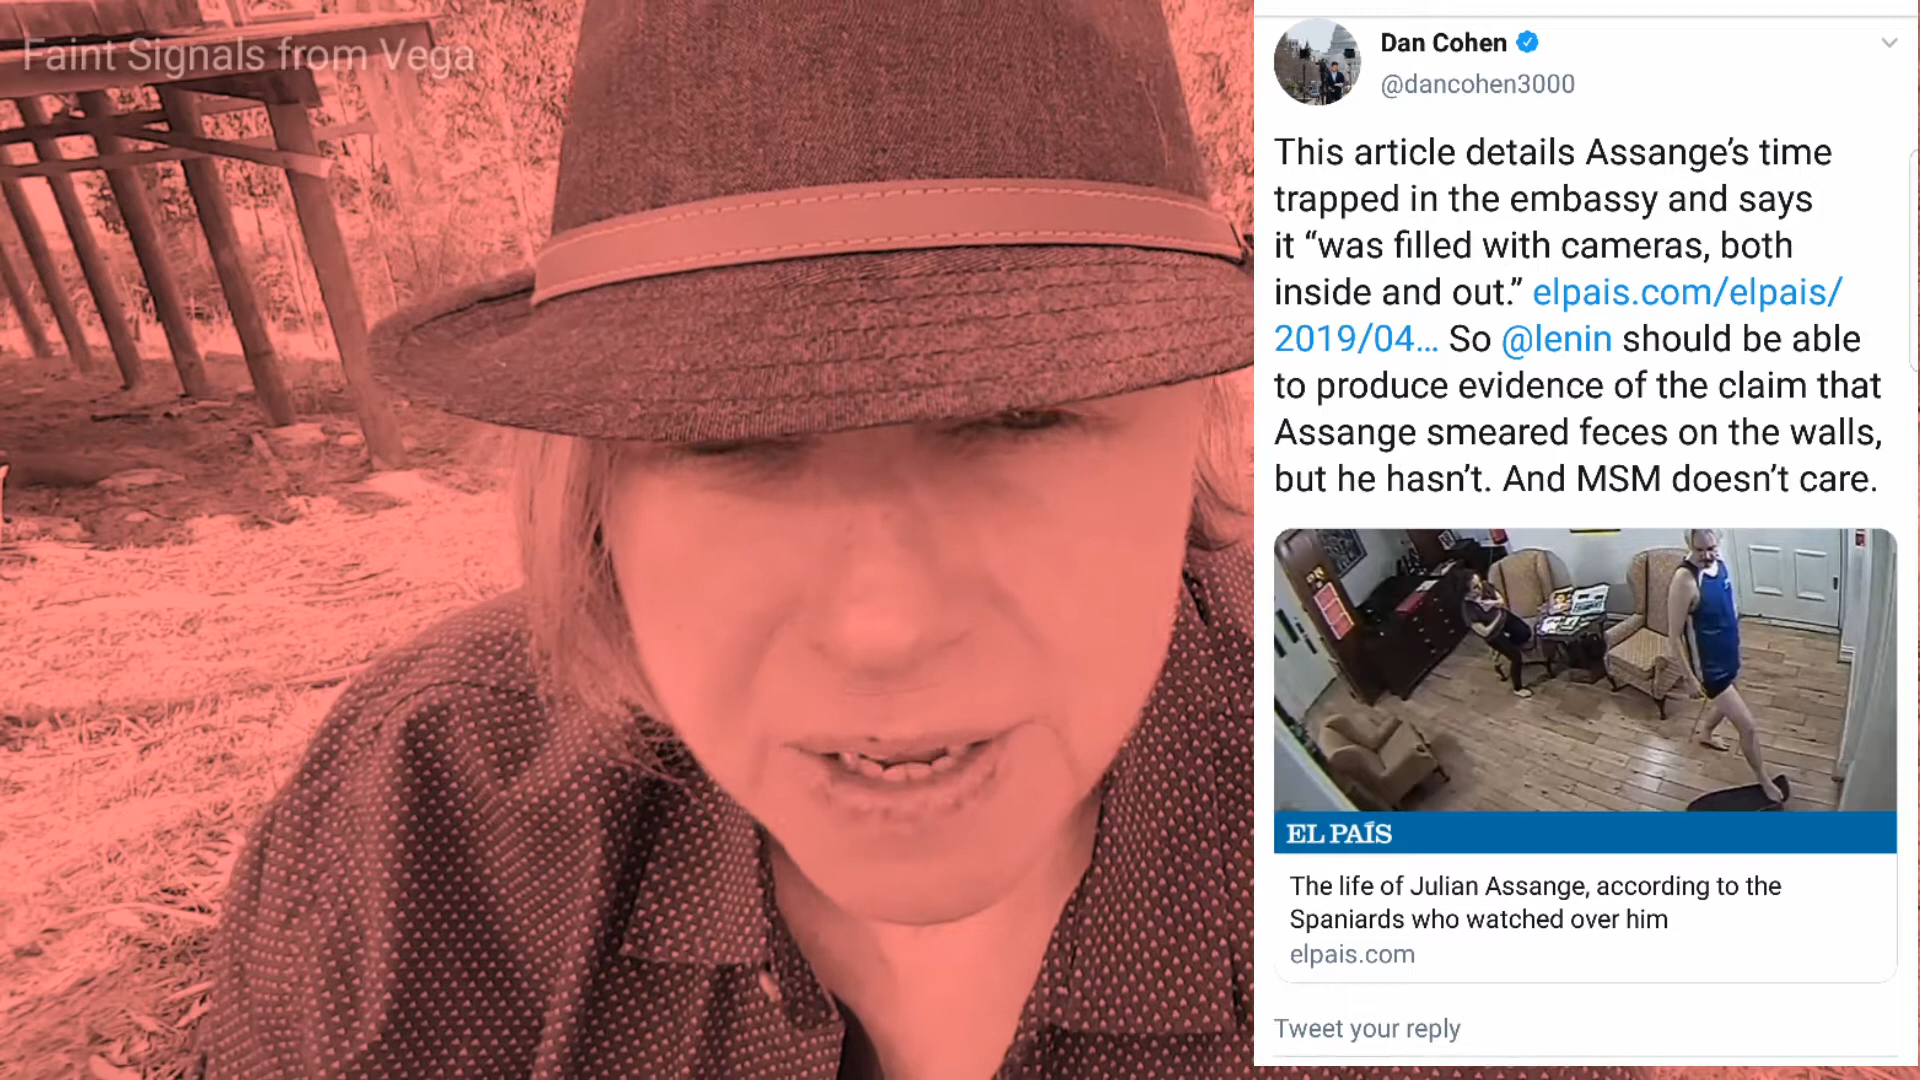 Faint Signals from Vega
Dan Cohen
@dancohen3000
This article details Assange’s time
trapped in the embassy and says
it “was filled with cameras, both
inside and out.” elpais.com/elpais/
2019/04… So @lenin should be able
to produce evidence of the claim that
Assange smeared feces on the walls,
but he hasn’t. And MSM doesn’t care.
EL PAÍS
The life of Julian Assange, according to the
Spaniards who watched over him
elpais.com
Tweet your reply